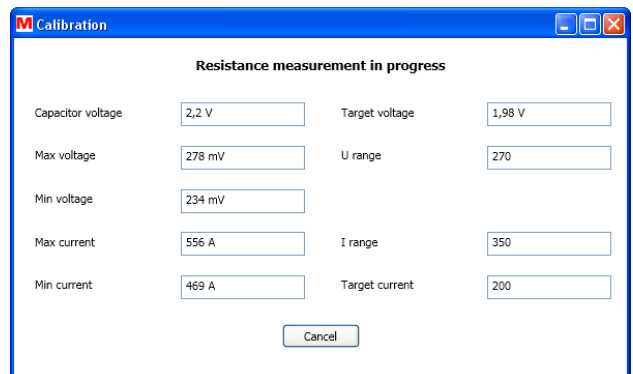 M Calibration
Resistance measurement in progress
Capacitor voltage 2,2 V Target voltage 1,98 V
Max voltage 278 mV U range 270
Min voltage 234 mV
Max current 556 A I range 350
Min current 469 A Target current 200
Cancel